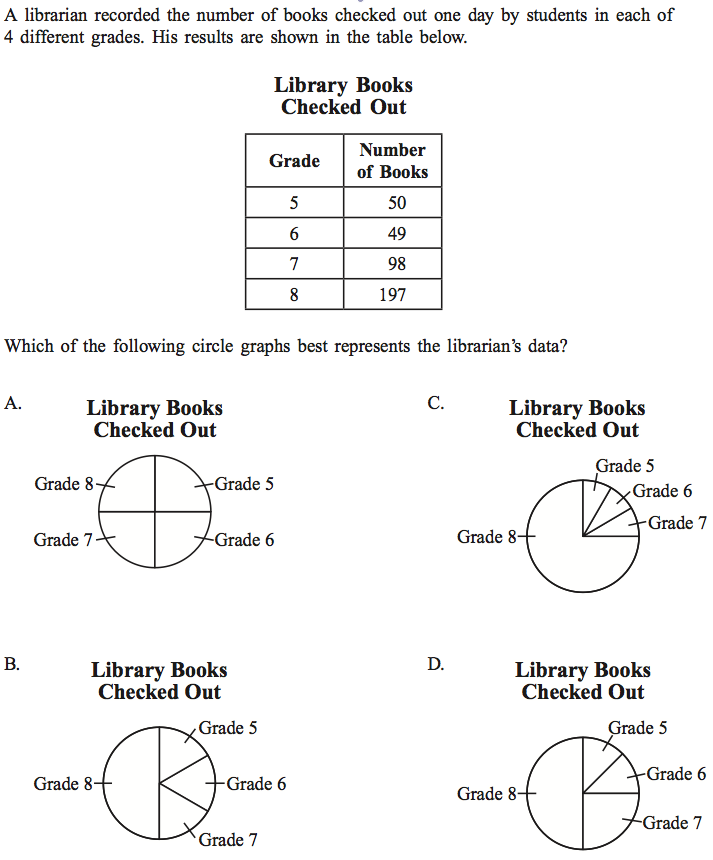 A librarian recorded the number of books checked out one day by students in each of
4 different grades. His results are shown in the table below.
Library Books
Checked Out
Grade
Number
of Books
5 50
6 49
7 98
8 197
Which of the following circle graphs best represents the librarian's data?
A.
Library Books
Checked Out
Grade 8
Grade 5
Grade 7
Grade 6
B.
Library Books
Checked Out
Grade 5
Grade 8
Grade 6
Grade 7
C.
Library Books
Checked Out
Grade 5
Grade 6
Grade 7
Grade 8
D.
Library Books
Checked Out
Grade 5
Grade 6
Grade 8
Grade 7